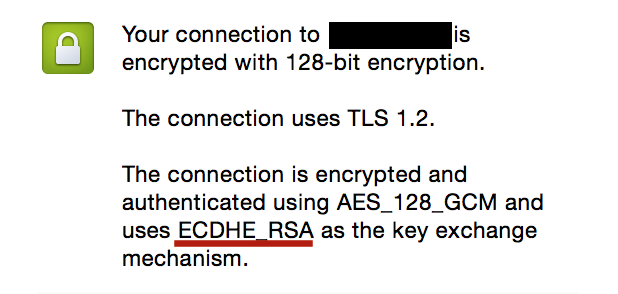 Your connection to is
encrypted with 128-bit encryption.
The connection uses TLS 1.2.
The connection is encrypted and
authenticated using AES_128_GCM and
uses ECDHE_RSA as the key exchange
mechanism.